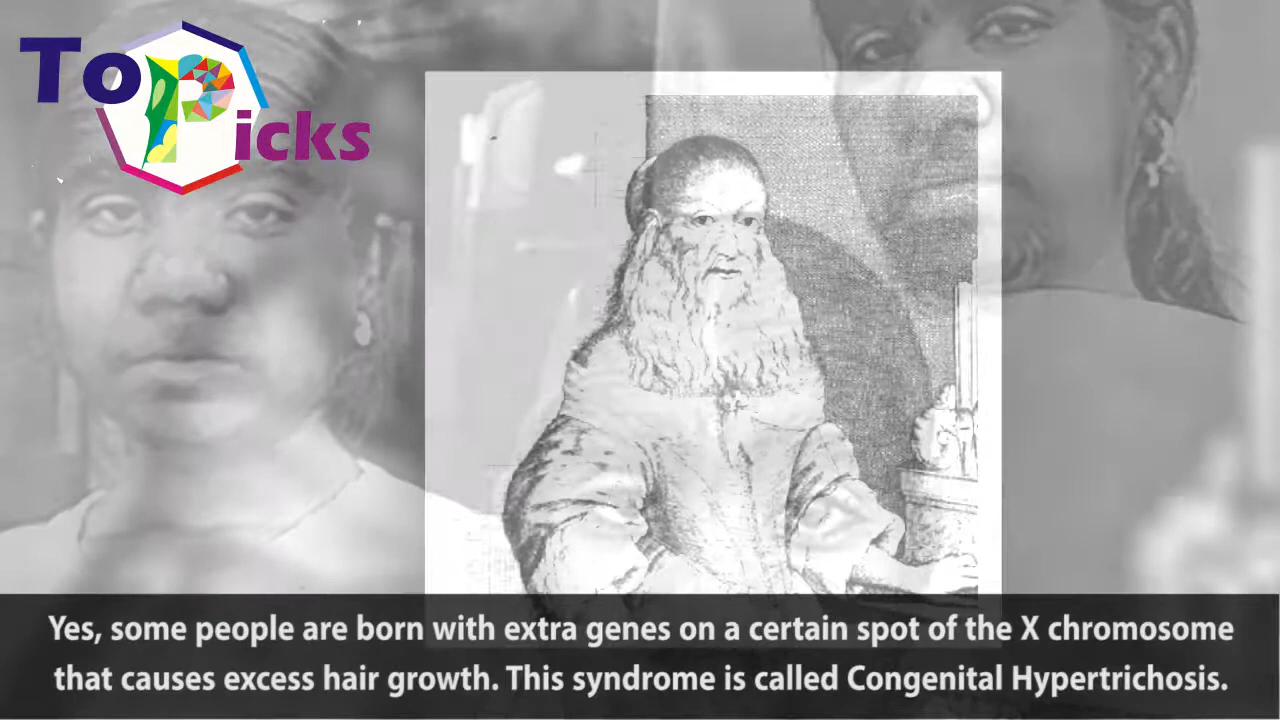 ToPicks
Yes, some people are born with extra genes on a certain spot of the X chromosome
that causes excess hair growth. This syndrome is called Congenital Hypertrichosis.